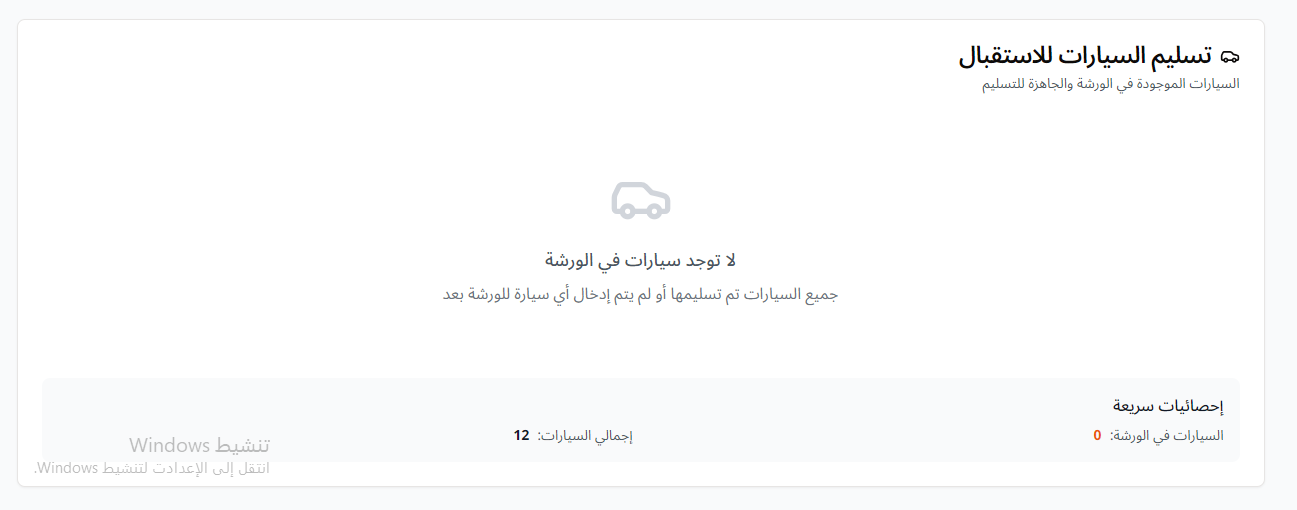 تسليم السيارات للاستقبال
السيارات الموجودة في الورشة والجاهزة للتسليم
لا توجد سيارات في الورشة
جميع السيارات تم تسليمها أو لم يتم إدخال أي سيارة للورشة بعد
إحصائيات سريعة
السيارات في الورشة: 0
إجمالي السيارات: 12
تنشيط Windows
انتقل إلى الإعدادت لتنشيط Windows.